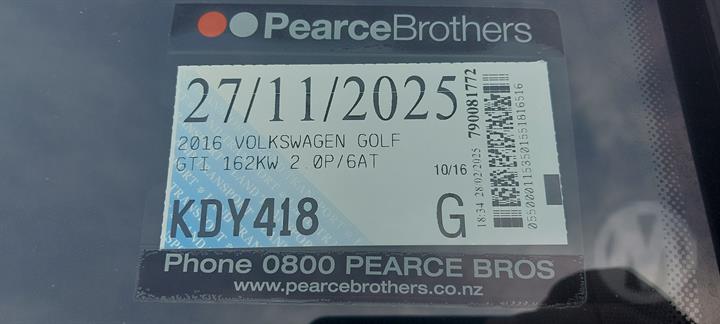 PearceBrothers
27/11/2025
2016 VOLKSWAGEN GOLF
GTI 162KW 2.0P/6AT
10/16
KDY418
G
18:34 28/02/2025
790081772
0550001153501551816516
Phone 0800 PEARCE BROS
www.pearcebrothers.co.nz